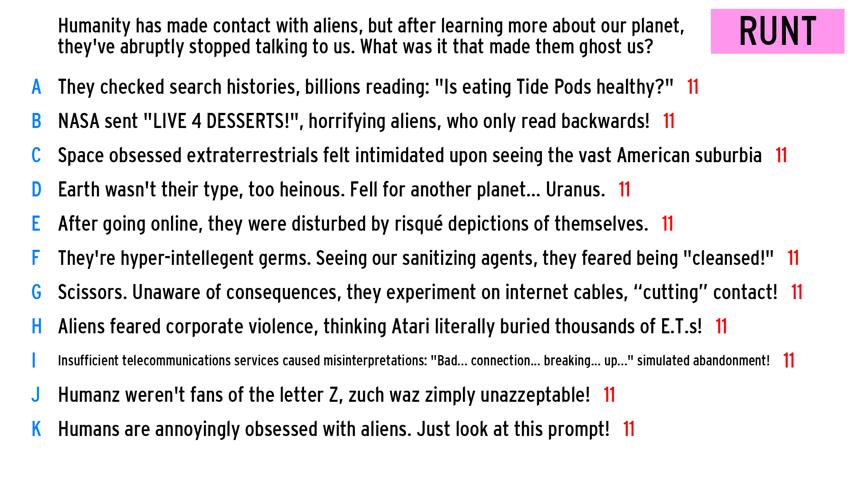 Humanity has made contact with aliens, but after learning more about our planet,
they've abruptly stopped talking to us. What was it that made them ghost us?
RUNT
A They checked search histories, billions reading: "Is eating Tide Pods healthy?" 11
B NASA sent "LIVE 4 DESSERTS!", horrifying aliens, who only read backwards! 11
C Space obsessed extraterrestrials felt intimidated upon seeing the vast American suburbia 11
D Earth wasn't their type, too heinous. Fell for another planet... Uranus. 11
E After going online, they were disturbed by risqué depictions of themselves. 11
F They're hyper-intellegent germs. Seeing our sanitizing agents, they feared being "cleansed!" 11
G Scissors. Unaware of consequences, they experiment on internet cables, “cutting” contact! 11
H Aliens feared corporate violence, thinking Atari literally buried thousands of E.T.s! 11
I Insufficient telecommunications services caused misinterpretations: "Bad... connection... breaking... up..." simulated abandonment! 11
J Humanz weren't fans of the letter Z, zuch waz zimply unazzeptable! 11
K Humans are annoyingly obsessed with aliens. Just look at this prompt! 11